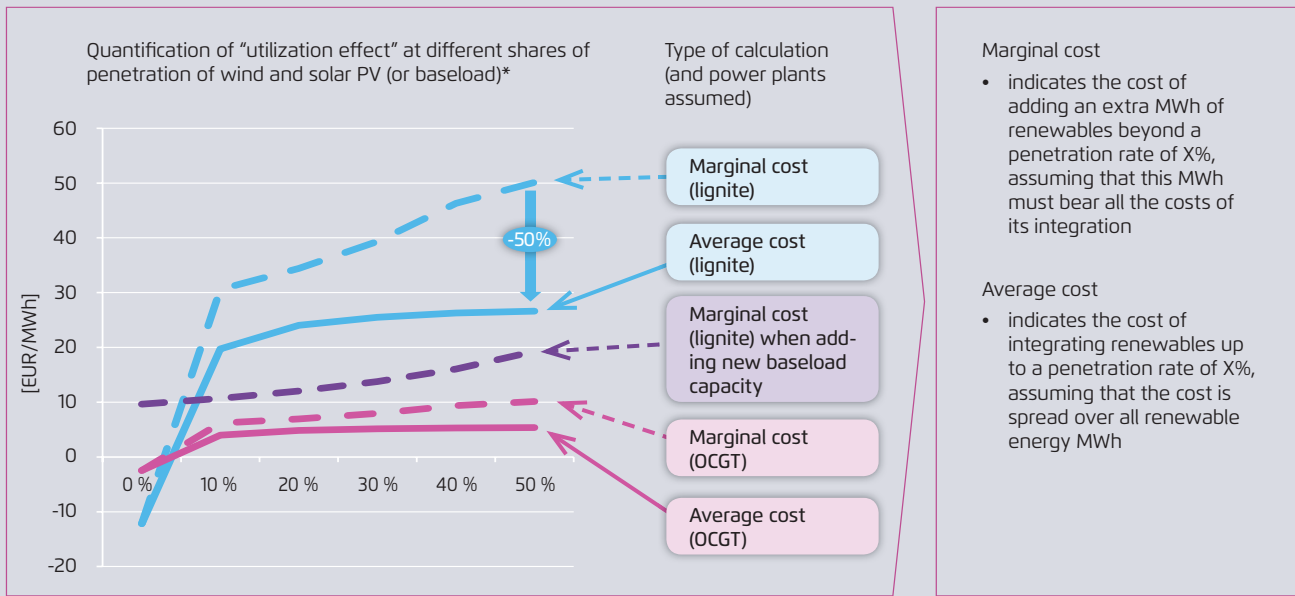 Quantification of “utilization effect” at different shares of
penetration of wind and solar PV (or baseload)*
Type of calculation
(and power plants
assumed)
[EUR/MWh]
60
50
40
30
20
10
0
-10
-20
0 %
10 %
20 %
30 %
40 %
50 %
-50%
Marginal cost
(lignite)
Average cost
(lignite)
Marginal cost
(lignite) when add-
ing new baseload
capacity
Marginal cost
(OCGT)
Average cost
(OCGT)
Marginal cost
• indicates the cost of
adding an extra MWh of
renewables beyond a
penetration rate of X%,
assuming that this MWh
must bear all the costs of
its integration
Average cost
• indicates the cost of
integrating renewables up
to a penetration rate of X%,
assuming that the cost is
spread over all renewable
energy MWh